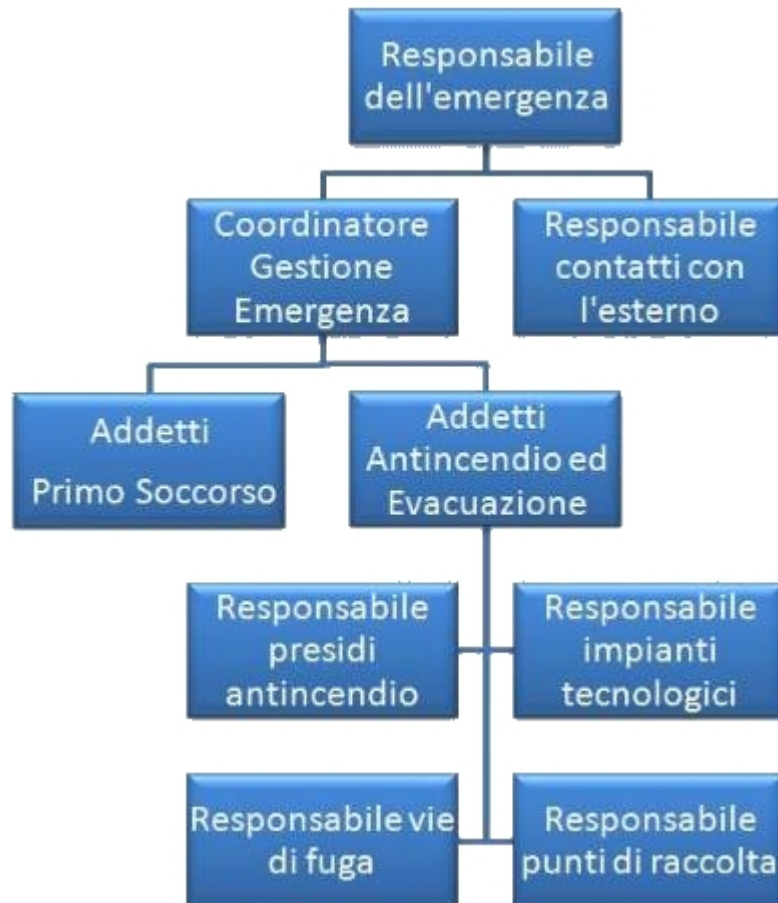 Responsabile
dell'emergenza
Coordinatore
Gestione
Emergenza
Responsabile
contatti con
l'esterno
Addetti
Primo Soccorso
Addetti
Antincendio ed
Evacuazione
Responsabile
presidi
antincendio
Responsabile
impianti
tecnologici
Responsabile vie
di fuga
Responsabile
punti di raccolta